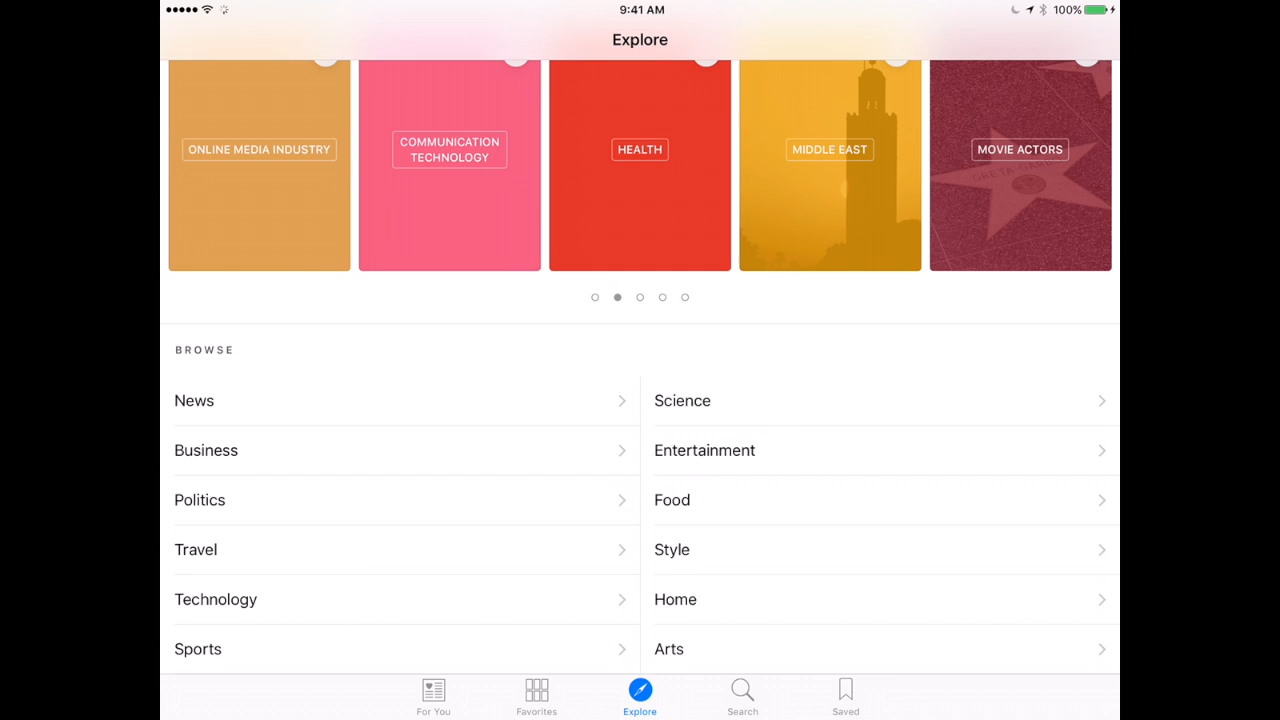 9:41 AM
100%
Explore
ONLINE MEDIA INDUSTRY
COMMUNICATION
TECHNOLOGY
HEALTH
MIDDLE EAST
MOVIE ACTORS
BROWSE
News
Science
Business
Entertainment
Politics
Food
Travel
Style
Technology
Home
Sports
Arts
For You
Favorites
Explore
Search
Saved